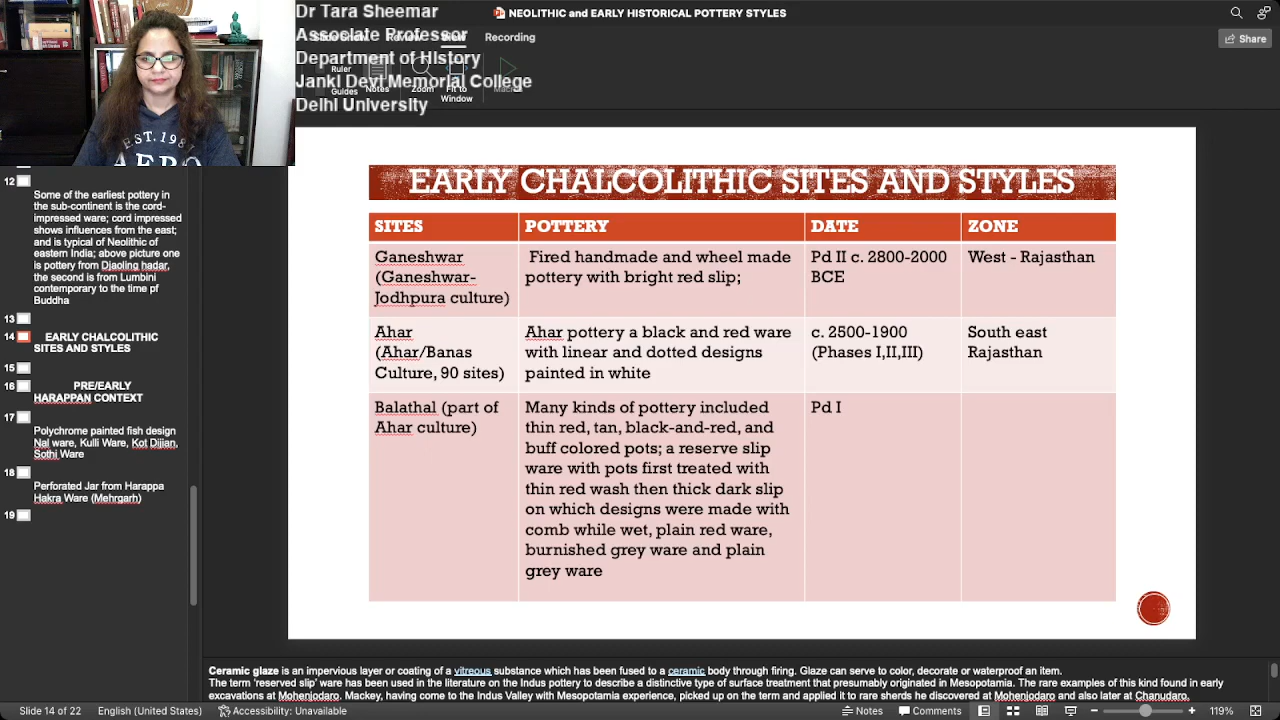 Dr Tara Sheemar
Associate Professor
Department of History
Janki Devi Memorial College
Delhi University
NEOLITHIC and EARLY HISTORICAL POTTERY STYLES
Recording
Share
Ruler
Guides
Notes
Zoom
Fit to
Window
EST. 198
12
Some of the earliest pottery in
the sub-continent is the cord-
impressed ware; cord impressed
shows influences from the east;
and is typical of Neolithic of
eastern India; above picture one
is pottery from Djaoling hadar,
the second is from Lumbini
contemporary to the time pf
Buddha
13
14 EARLY CHALCOLITHIC
SITES AND STYLES
15
16 PRE/EARLY
HARAPPAN CONTEXT
17
Polychrome painted fish design
Nal ware, Kulli Ware, Kot Dijian,
Sothi Ware
18
Perforated Jar from Harappa
Hakra Ware (Mehrgarh)
19
EARLY CHALCOLITHIC SITES AND STYLES
SITES POTTERY DATE ZONE
Ganeshwar
(Ganeshwar-
Jodhpura culture)
Fired handmade and wheel made
pottery with bright red slip;
Pd II c. 2800-2000
BCE
West - Rajasthan
Ahar
(Ahar/Banas
Culture, 90 sites)
Ahar pottery a black and red ware
with linear and dotted designs
painted in white
c. 2500-1900
(Phases I,II,III)
South east
Rajasthan
Balathal (part of
Ahar culture)
Many kinds of pottery included
thin red, tan, black-and-red, and
buff colored pots; a reserve slip
ware with pots first treated with
thin red wash then thick dark slip
on which designs were made with
comb while wet, plain red ware,
burnished grey ware and plain
grey ware
Pd I
Ceramic glaze is an impervious layer or coating of a vitreous substance which has been fused to a ceramic body through firing. Glaze can serve to color, decorate or waterproof an item.
The term 'reserved slip' ware has been used in the literature on the Indus pottery to describe a distinctive type of surface treatment that presumably originated in Mesopotamia. The rare examples of this kind found in early
excavations at Mohenjodaro. Mackey, having come to the Indus Valley with Mesopotamia experience, picked up on the term and applied it to rare sherds he discovered at Mohenjodaro and also later at Chanudaro.
Slide 14 of 22 English (United States) Accessibility: Unavailable Notes Comments 119%